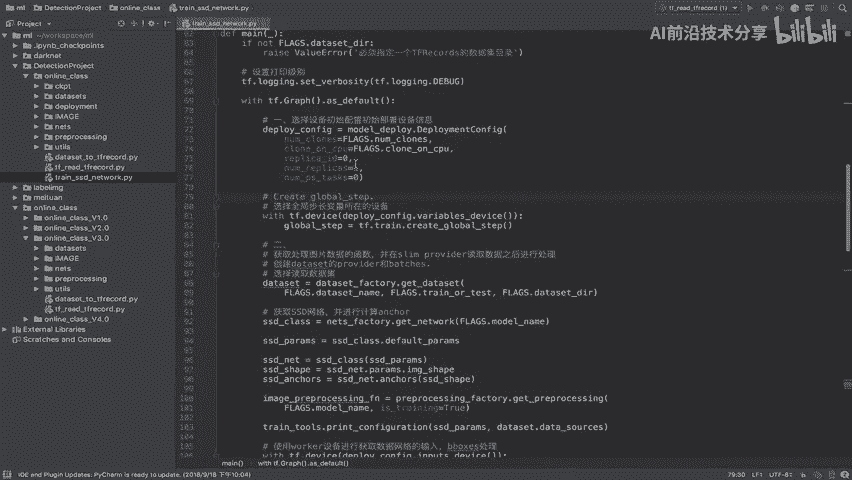 ml DetectionProject online_class train_ssd_network.py
tf_read_tfrecord (1)
Project
train_ssd_network.py
AI前沿技术分享 bilibili
ml ~/workspace/ml
.ipynb_checkpoints
darknet
DetectionProject
online_class
ckpt
datasets
deployment
IMAGE
nets
preprocessing
utils
dataset_to_tfrecord.py
tf_read_tfrecord.py
train_ssd_network.py
labelimg
meituan
online_class
online_class_V1.0
online_class_V2.0
online_class_V3.0
datasets
IMAGE
nets
preprocessing
utils
dataset_to_tfrecord.py
tf_read_tfrecord.py
online_class_V4.0
External Libraries
Scratches and Consoles
def main(_):
if not FLAGS.dataset_dir:
raise ValueError('必须指定一个TFRecords的数据集目录')
# 设置打印级别
tf.logging.set_verbosity(tf.logging.DEBUG)
with tf.Graph().as_default():
# 一、选择设备初始配置初始部署设备信息
deploy_config = model_deploy.DeploymentConfig(
num_clones=FLAGS.num_clones,
clone_on_cpu=FLAGS.clone_on_cpu,
replica_id=0,
num_replicas=1,
num_ps_tasks=0)
# Create global_step.
# 选择全局步长变量所在的设备
with tf.device(deploy_config.variables_device()):
global_step = tf.train.create_global_step()
# 二、
# 获取处理图片数据的函数，并在slim provider读取数据之后进行处理
# 创建dataset的provider和batches.
# 选择读取数据集
dataset = dataset_factory.get_dataset(
FLAGS.dataset_name, FLAGS.train_or_test, FLAGS.dataset_dir)
# 获取SSD网络，并进行计算anchor
ssd_class = nets_factory.get_network(FLAGS.model_name)
ssd_params = ssd_class.default_params
ssd_net = ssd_class(ssd_params)
ssd_shape = ssd_net.params.img_shape
ssd_anchors = ssd_net.anchors(ssd_shape)
image_preprocessing_fn = preprocessing_factory.get_preprocessing(
FLAGS.model_name, is_training=True)
train_tools.print_configuration(ssd_params, dataset.data_sources)
# 使用worker设备进行获取数据网络的输入，bboxes处理
with tf.device(deploy_config.inputs_device()):
main() with tf.Graph().as_default()
IDE and Plugin Updates: PyCharm is ready to update. (2018/9/18 下午10:04)
79:30 LF UTF-8